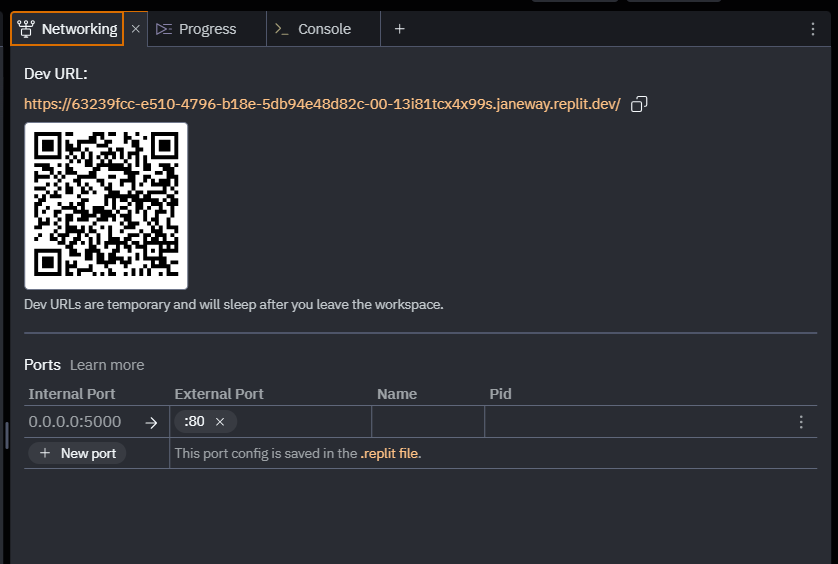 Networking × Progress Console +
Dev URL:
https://63239fcc-e510-4796-b18e-5db94e48d82c-00-13i81tcx4x99s.janeway.replit.dev/
Dev URLs are temporary and will sleep after you leave the workspace.
Ports Learn more
Internal Port External Port Name Pid
0.0.0.0:5000 → :80 ×
+ New port This port config is saved in the .replit file.